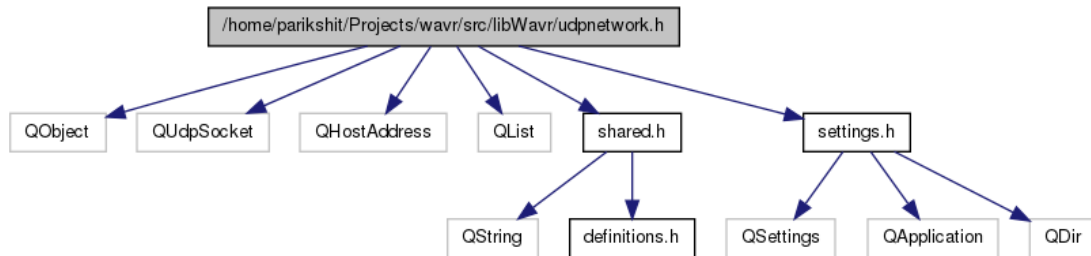 /home/parikshit/Projects/wavr/src/libWavr/udpnetwork.h
QObject
QUdpSocket
QHostAddress
QList
shared.h
settings.h
QString
definitions.h
QSettings
QApplication
QDir